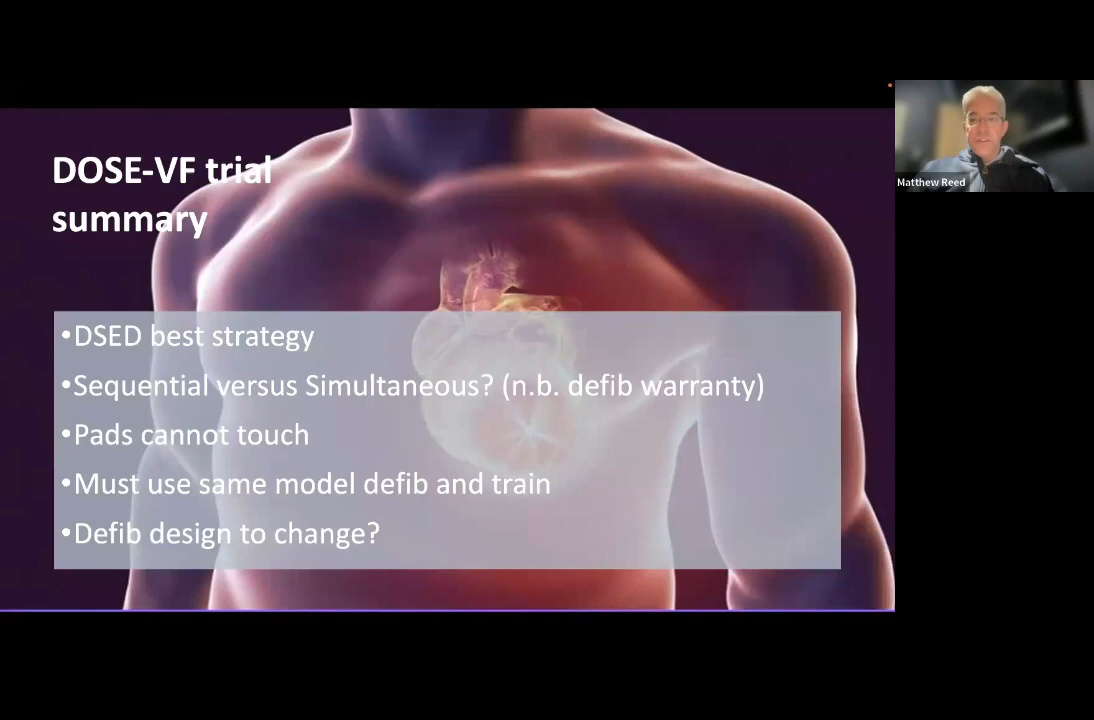 DOSE-VF trial
summary
•DSED best strategy
•Sequential versus Simultaneous? (n.b. defib warranty)
•Pads cannot touch
•Must use same model defib and train
•Defib design to change?
Matthew Reed